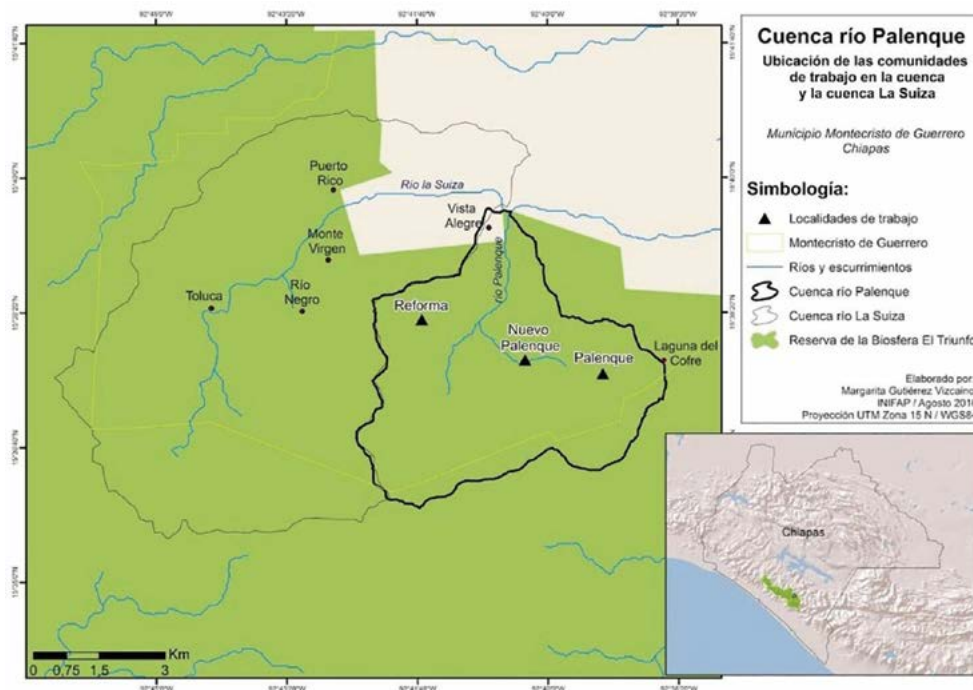 Cuenca río Palenque
Ubicación de las comunidades
de trabajo en la cuenca
y la cuenca La Suiza
Municipio Montecristo de Guerrero
Chiapas
Simbología:
Localidades de trabajo
Montecristo de Guerrero
Ríos y escurrimientos
Cuenca río Palenque
Cuenca río La Suiza
Reserva de la Biosfera El Triunfo
Elaborado por
Margarita Gutiérrez Vizcaino
INIFAP / Agosto 2010
Proyección UTM Zona 15 N / WGS84
Puerto
Rico
Río la Suiza
Vista
Alegre
Monte
Virgen
río Palenque
Toluca
Río
Negro
Reforma
Nuevo
Palenque
Palenque
Laguna del
Cofre
Chiapas
Km
0 0,75 1,5 3